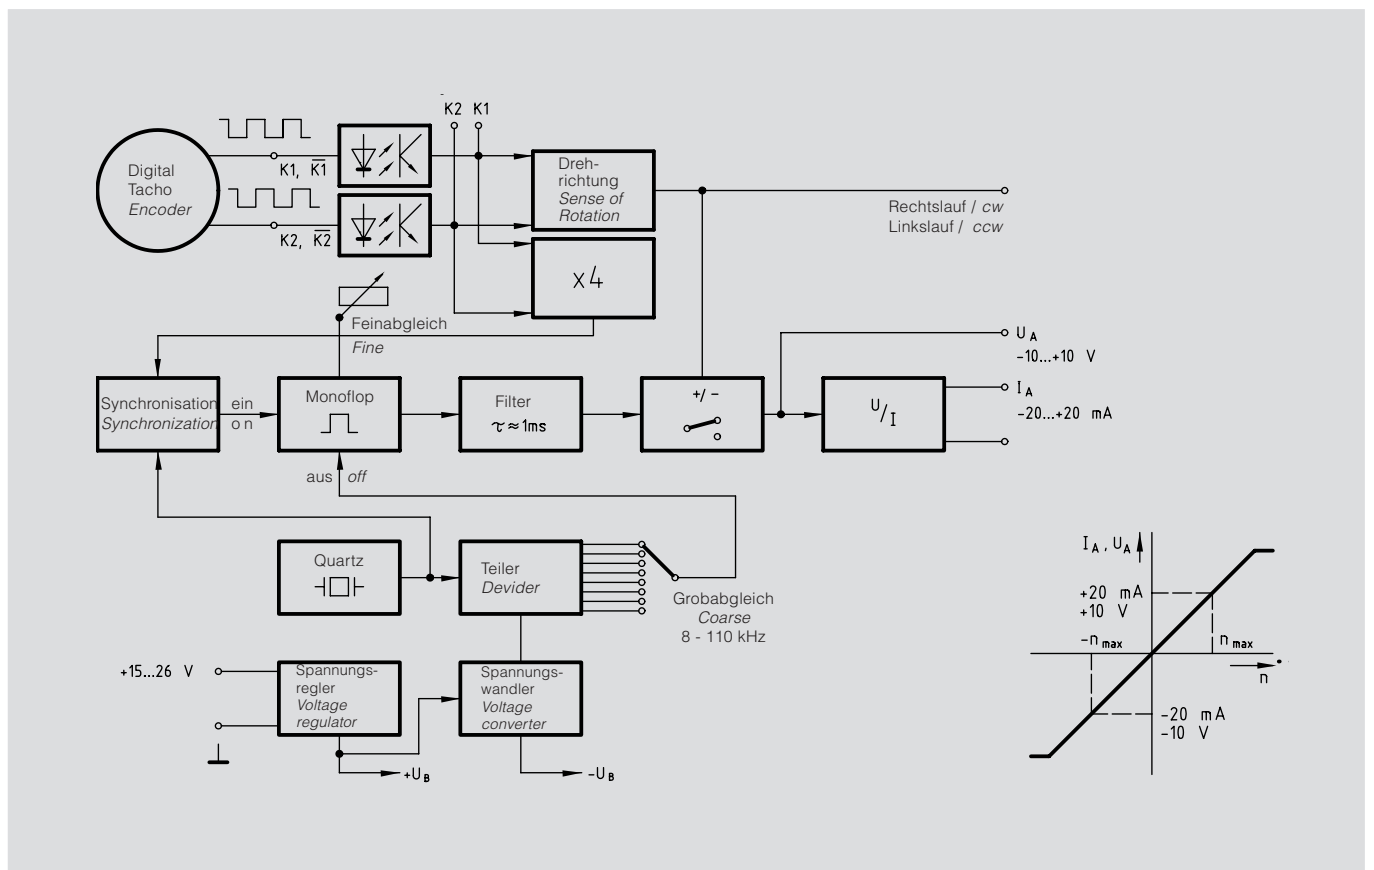 K2 K1
Digital
Tacho
Encoder
K1, K̅1̅
K2, K̅2̅
Dreh-
richtung
Sense of
Rotation
Rechtslauf / cw
Linkslauf / ccw
x4
Feinabgleich
Fine
U A
-10...+10 V
I A
-20...+20 mA
Synchronisation
Synchronization
ein
on
Monoflop
Filter
τ ≈ 1ms
+/ –
U/I
aus off
Quartz
Teiler
Devider
Grobabgleich
Coarse
8 - 110 kHz
+15...26 V
Spannungs-
regler
Voltage
regulator
Spannungs-
wandler
Voltage
converter
+U B
-U B
I A , U A
+20 mA
+10 V
-n max
n max
n
-20 mA
-10 V